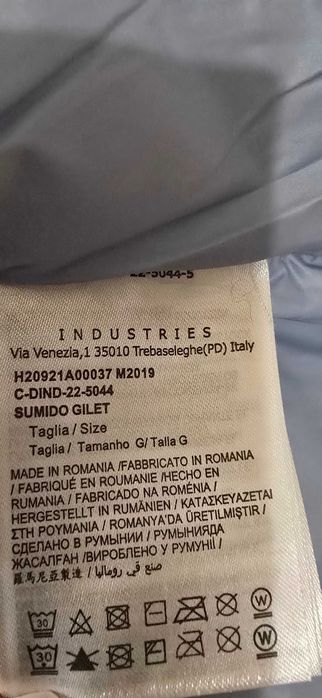 22-5044-5
INDUSTRIES
Via Venezia,1 35010 Trebaseleghe(PD) Italy
H20921A00037 M2019
C-DIND-22-5044
SUMIDO GILET
Taglia / Size
Taglia / Tamanho G/ Talla G
MADE IN ROMANIA /FABBRICATO IN ROMANIA
/ FABRIQUÉ EN ROUMANIE /HECHO EN
RUMANIA / FABRICADO NA ROMÉNIA /
HERGESTELLT IN RUMÄNIEN / ΚΑΤΑΣΚΕΥΑΖΕΤΑΙ
ΣΤΗ ΡΟΥΜΑΝΙΑ / ROMANYA'DA ÜRETILMIŞTIR /
СДЕЛАНО В РУМЫНИИ / РУМЫНИЯДА
ЖАСАЛҒАН /ВИРОБЛЕНО У РУМУНІЇ /
羅馬尼亞製造 / صنع في رومانيا /
30 W
30 W